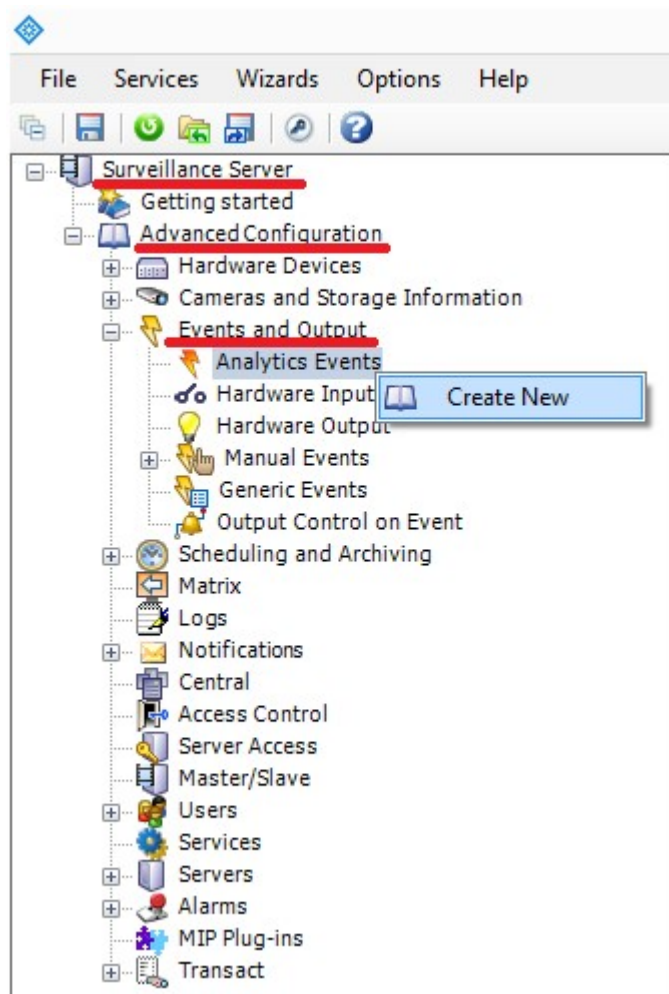 File Services Wizards Options Help
Surveillance Server
Getting started
Advanced Configuration
Hardware Devices
Cameras and Storage Information
Events and Output
Analytics Events
Create New
Hardware Input
Hardware Output
Manual Events
Generic Events
Output Control on Event
Scheduling and Archiving
Matrix
Logs
Notifications
Central
Access Control
Server Access
Master/Slave
Users
Services
Servers
Alarms
MIP Plug-ins
Transact